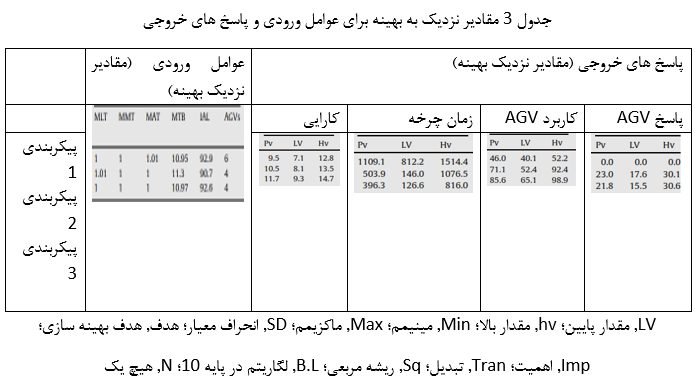 جدول 3 مقادیر نزدیک به بهینه برای عوامل ورودی و پاسخ های خروجی
پاسخ های خروجی (مقادیر نزدیک بهینه)
عوامل ورودی (مقادیر نزدیک بهینه)
پاسخ AGV
کاربرد AGV
زمان چرخه
کارایی
MLT MMT MAT MTB IAL AGVs
1 1 1.01 10.95 92.9 6
1.01 1 1 11.3 90.7 4
1 1 1 10.97 92.6 4
Pv LV Hv
9.5 7.1 12.8
10.5 8.1 13.5
11.7 9.3 14.7
Pv LV Hv
1109.1 812.2 1514.4
503.9 146.0 1076.5
396.3 126.6 816.0
Pv LV Hv
46.0 40.1 52.2
71.1 52.4 92.4
85.6 65.1 98.9
Pv LV Hv
0.0 0.0 0.0
23.0 17.6 30.1
21.8 15.5 30.6
پیکربندی
1
پیکربندی
2
پیکربندی
3
LV, مقدار پایین؛ hv, مقدار بالا؛ Min, مینیمم؛ Max, ماکزیمم؛ SD, انحراف معیار؛ هدف, هدف بهینه سازی؛
Imp, اهمیت؛ Tran, تبدیل؛ Sq, ریشه مربعی؛ B.L, لگاریتم در پایه 10؛ N, هیچ یک